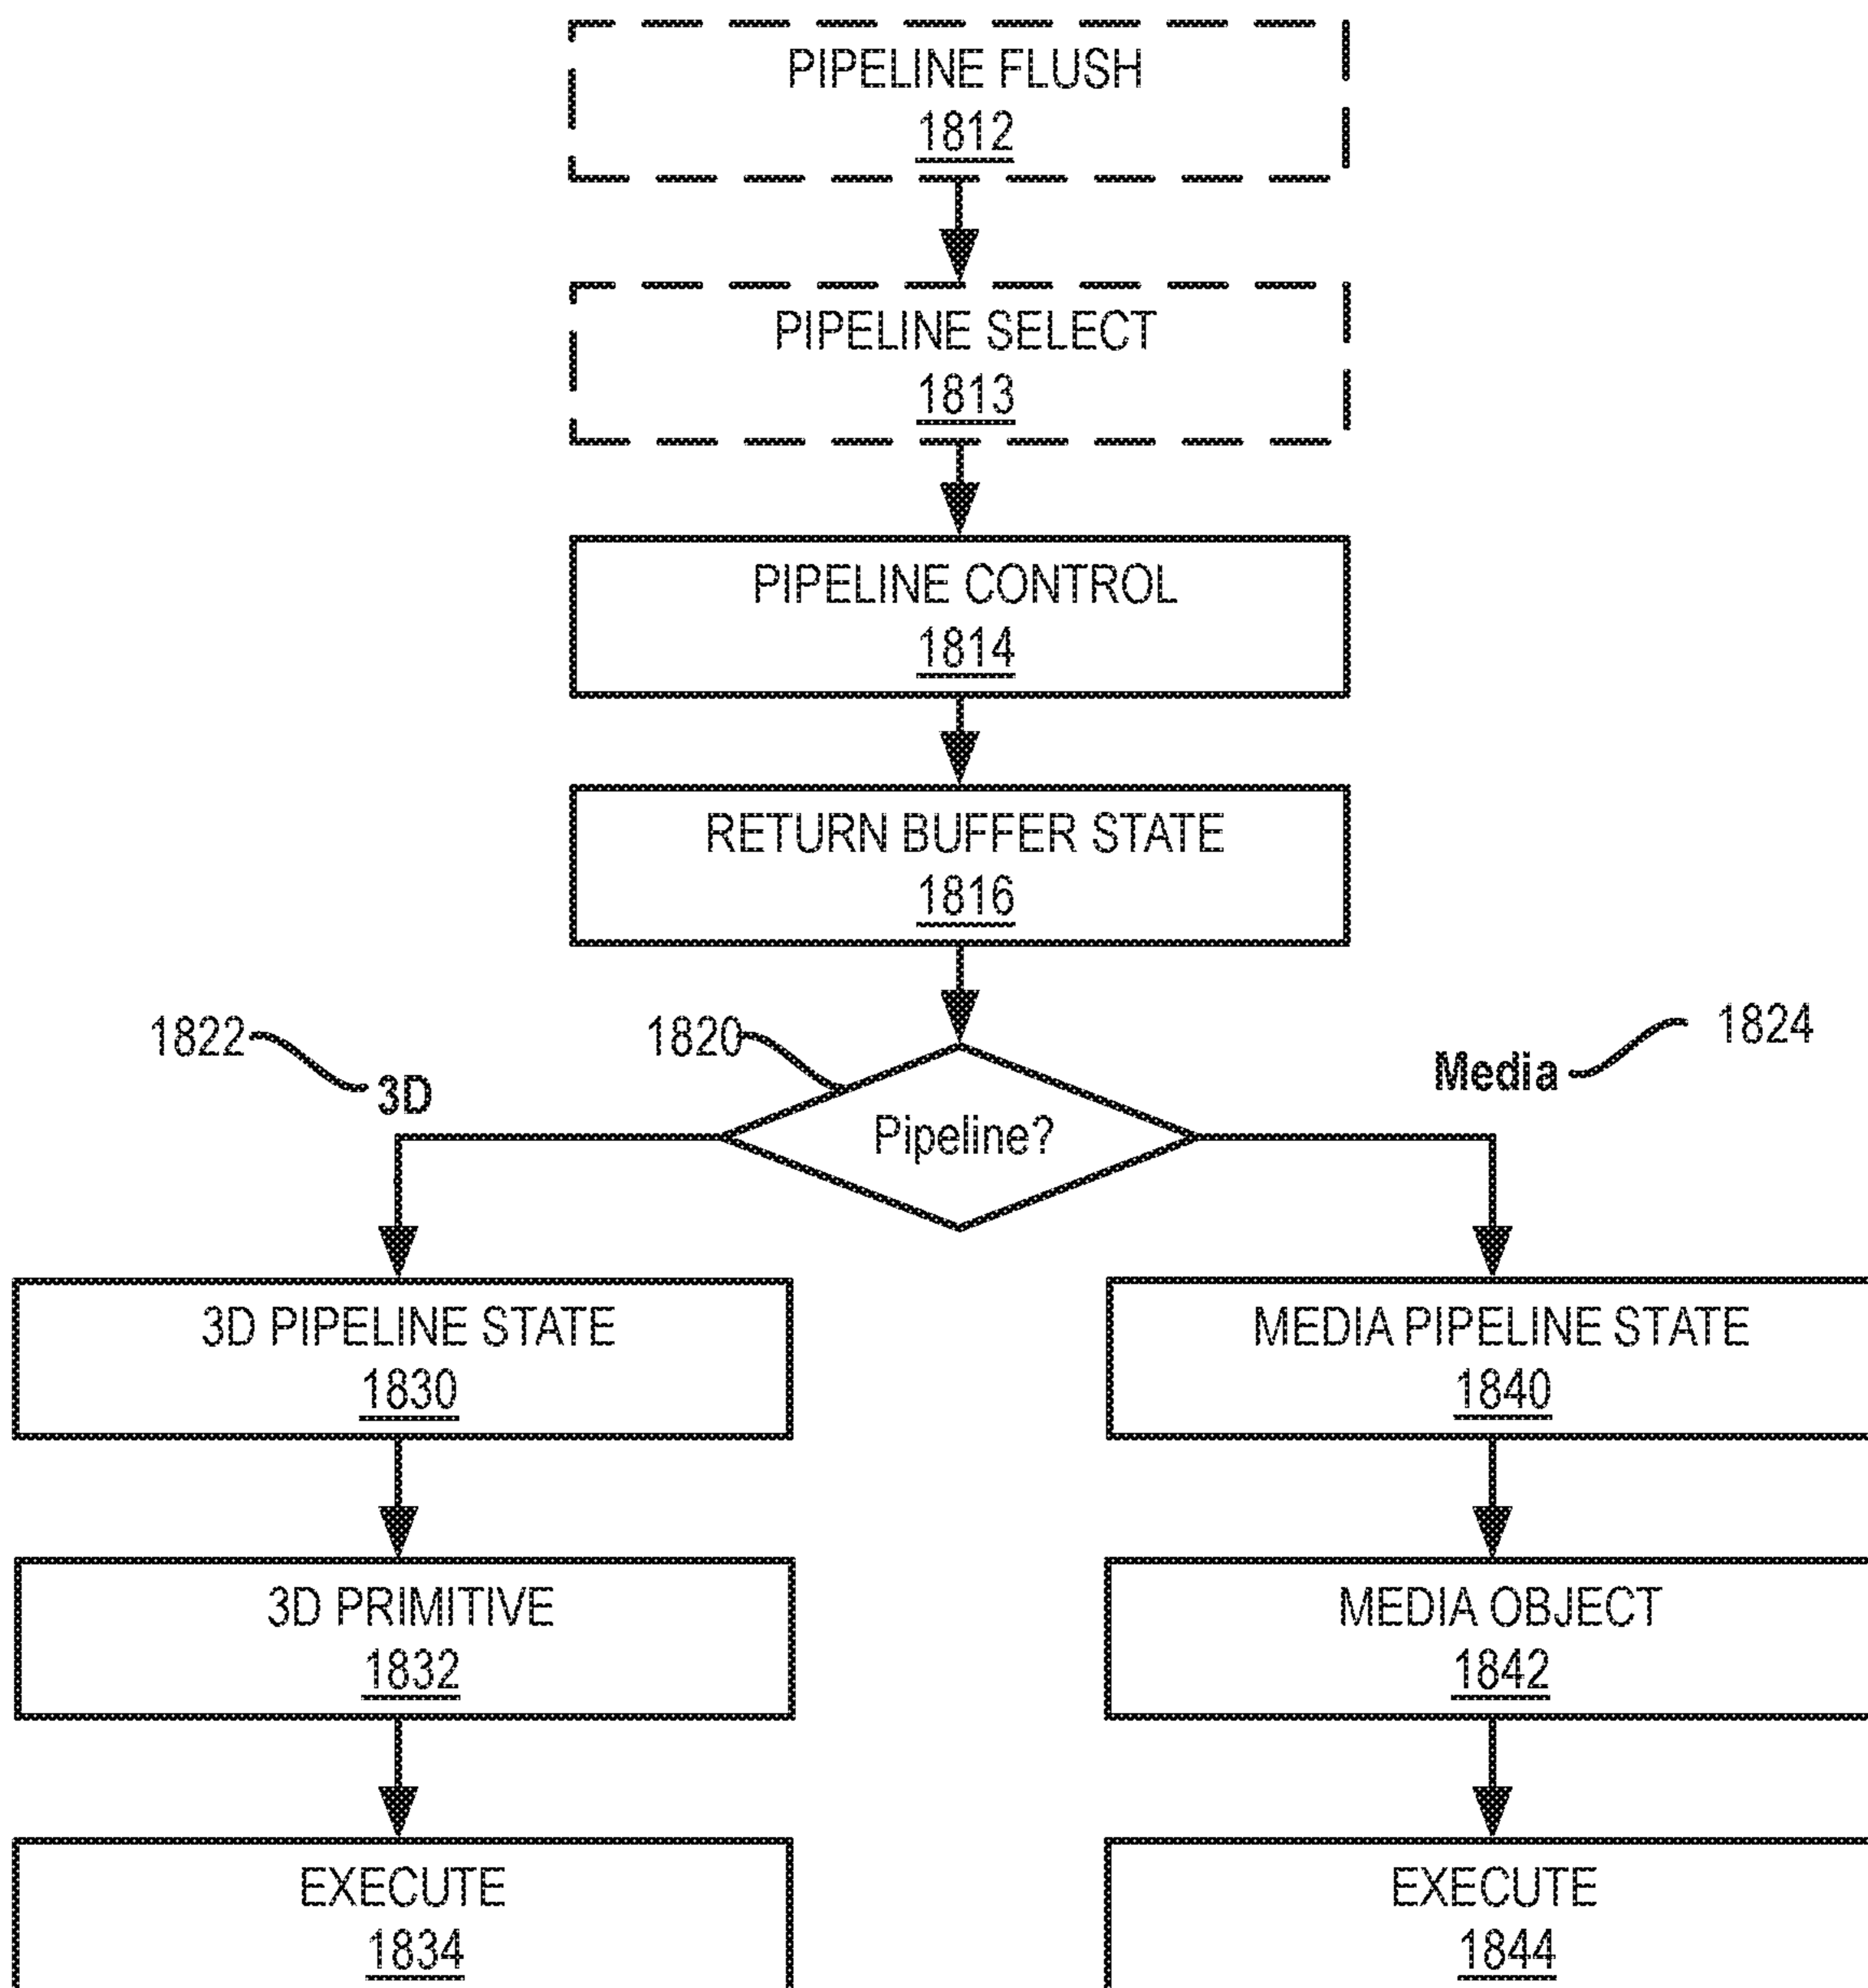 PIPELINE FLUSH
1812
PIPELINE SELECT
1813
PIPELINE CONTROL
1814
RETURN BUFFER STATE
1816
1822
3D
1820
Pipeline?
Media
1824
3D PIPELINE STATE
1830
MEDIA PIPELINE STATE
1840
3D PRIMITIVE
1832
MEDIA OBJECT
1842
EXECUTE
1834
EXECUTE
1844